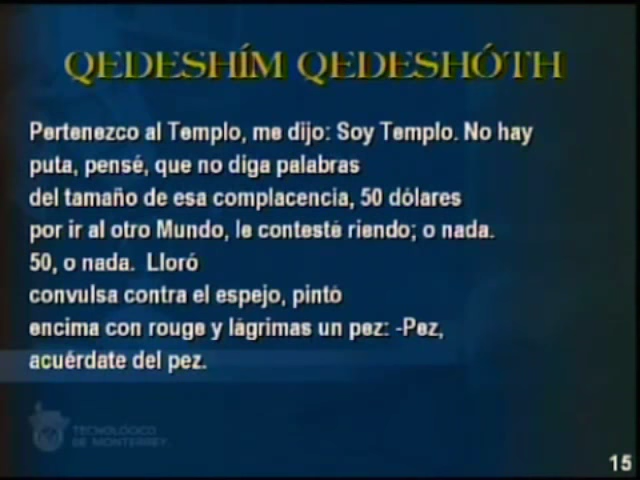 QEDESHÍM QEDESHÓTH
Pertenezco al Templo, me dijo: Soy Templo. No hay
puta, pensé, que no diga palabras
del tamaño de esa complacencia, 50 dólares
por ir al otro Mundo, le contesté riendo; o nada.
50, o nada. Lloró
convulsa contra el espejo, pintó
encima con rouge y lágrimas un pez: -Pez,
acuérdate del pez.
TECNOLÓGICO
DE MONTERREY.
15